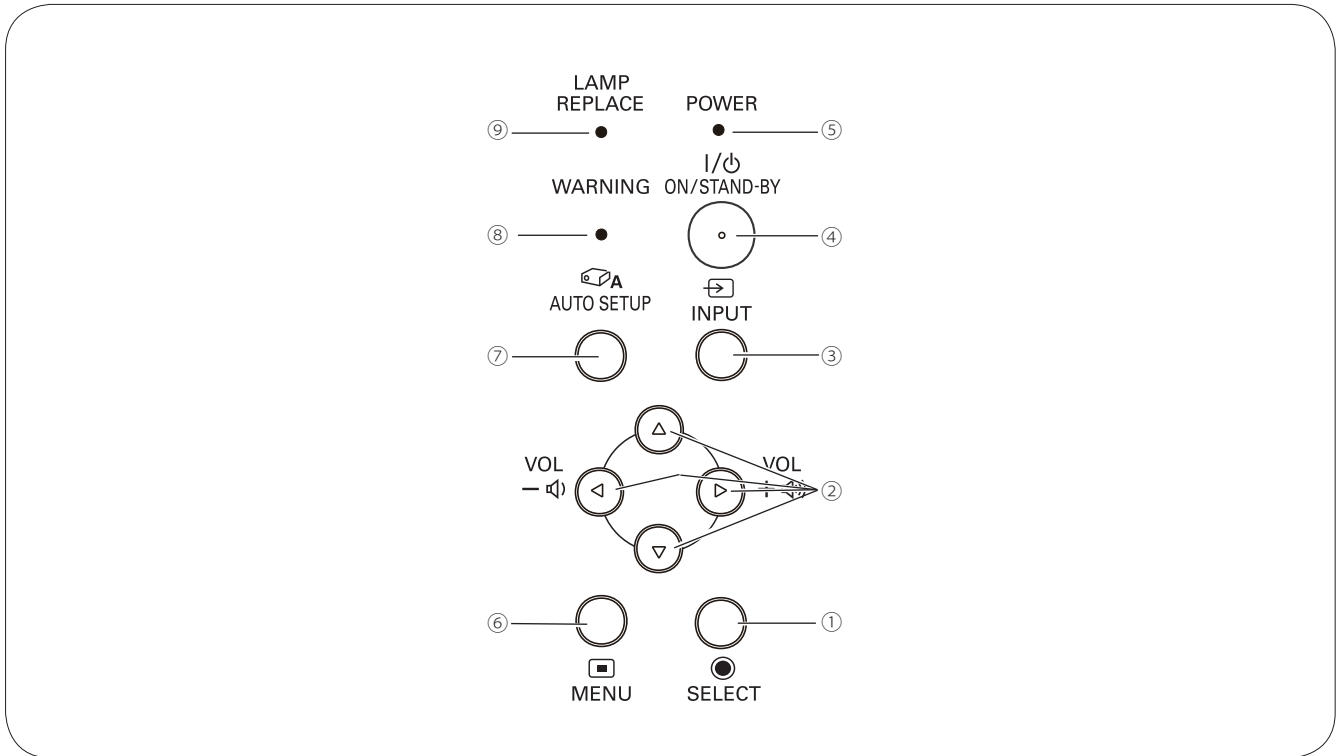 LAMP
REPLACE
POWER
⑨
⑤
I/⏻
WARNING
ON/STAND-BY
⑧
④
A
AUTO SETUP
INPUT
⑦
③
VOL
VOL
−
+
②
⑥
①
MENU
SELECT